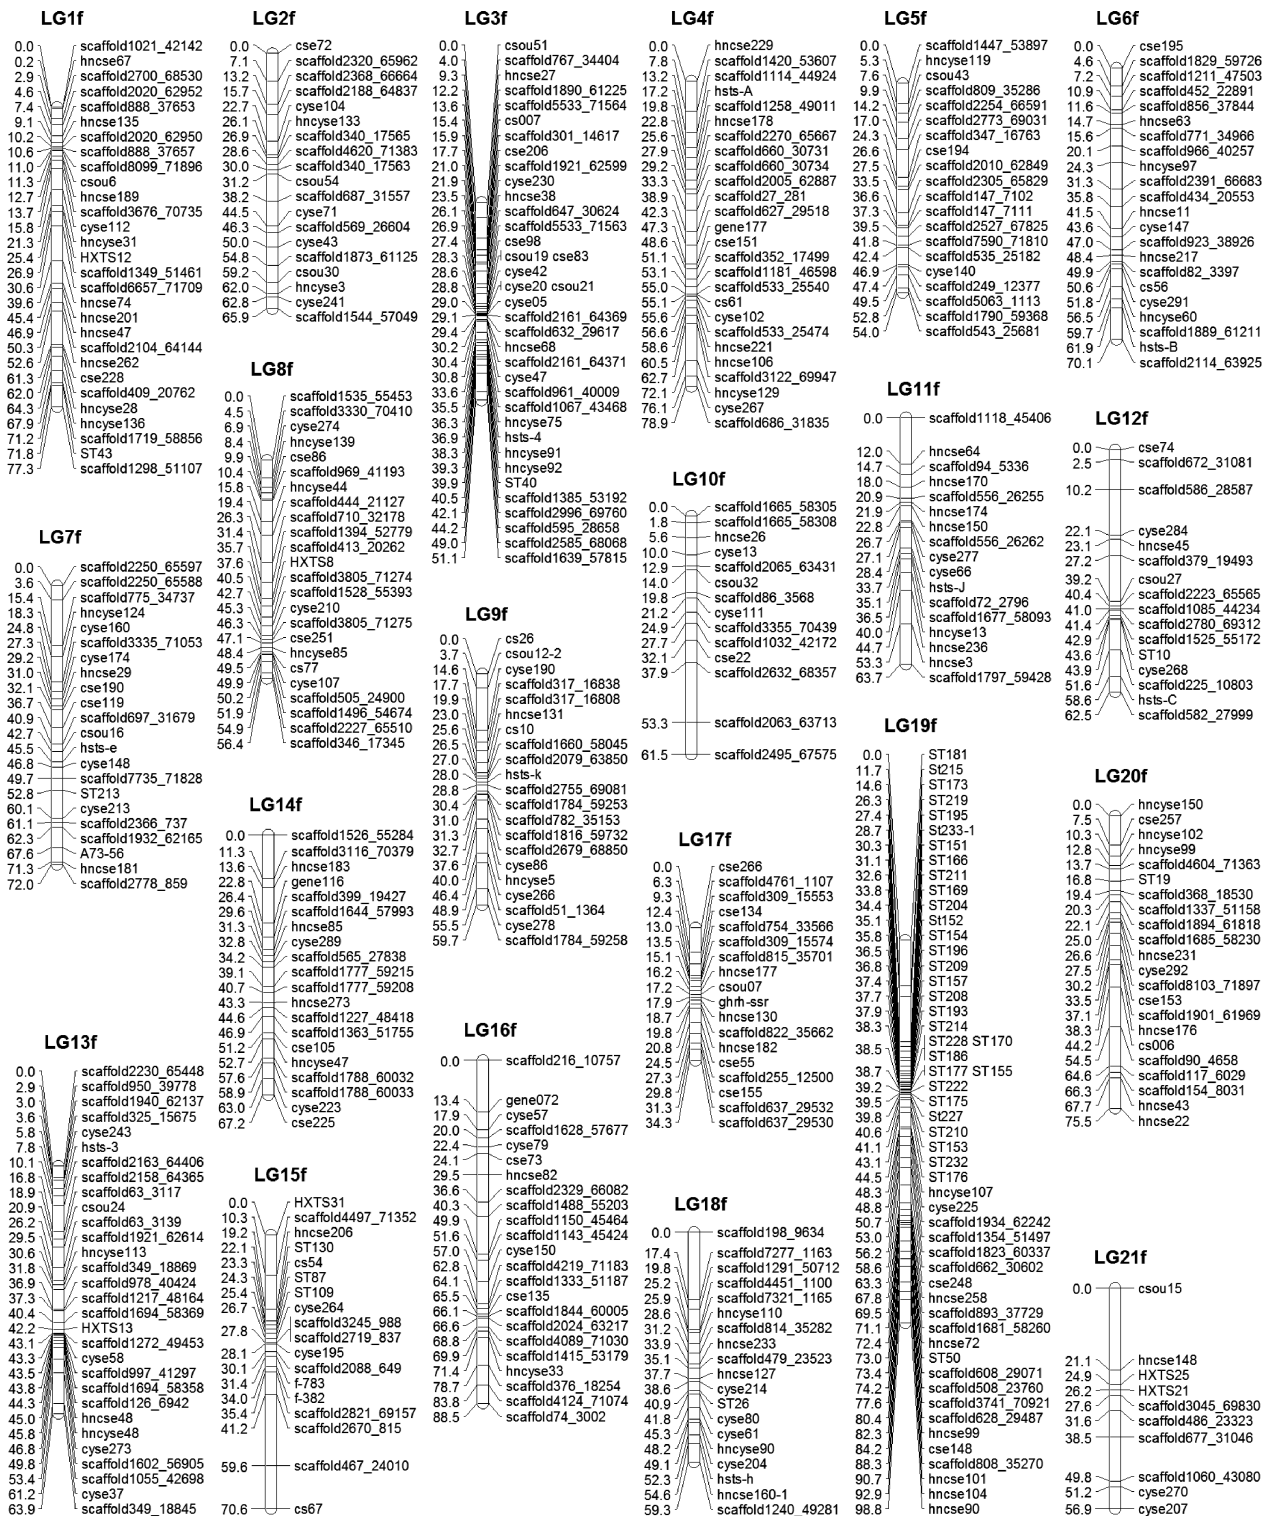 LG1f
0.0 scaffold1021_42142
0.2 hncse67
2.9 scaffold2700_68530
4.6 scaffold2020_62952
7.4 scaffold888_37653
9.1 hncse135
10.2 scaffold2020_62950
10.6 scaffold888_37657
11.0 scaffold8099_71896
11.3 csou6
12.7 hncse189
13.7 scaffold3676_70735
15.8 cyse112
21.3 hncyse31
25.4 HXTS12
26.9 scaffold1349_51461
30.6 scaffold6657_71709
39.6 hncse74
45.4 hncse201
46.9 hncse47
50.3 scaffold2104_64144
52.6 hncse262
61.3 cse228
62.0 scaffold409_20762
64.3 hncyse28
67.9 hncyse136
71.2 scaffold1719_58856
71.8 ST43
77.3 scaffold1298_51107
LG2f
0.0 cse72
7.1 scaffold2320_65962
13.2 scaffold2368_66664
15.7 scaffold2188_64837
22.7 cyse104
26.1 hncyse133
26.9 scaffold340_17565
28.6 scaffold4620_71383
30.0 scaffold340_17563
31.2 csou54
38.2 scaffold687_31557
44.5 cyse71
46.3 scaffold569_26604
50.0 cyse43
54.8 scaffold1873_61125
59.2 csou30
62.0 hncyse3
62.8 cyse241
65.9 scaffold1544_57049
LG3f
0.0 csou51
4.0 scaffold767_34404
9.3 hncse27
12.2 scaffold1890_61225
13.6 scaffold5533_71564
15.4 cs007
15.9 scaffold301_14617
17.7 cse206
21.0 scaffold1921_62599
21.9 cyse230
23.5 hncse38
26.1 scaffold647_30624
26.9 scaffold5533_71563
27.4 cse98
28.3 csou19 cse83
28.6 cyse42
28.8 cyse20 csou21
29.0 cyse05
29.1 scaffold2161_64369
29.4 scaffold632_29617
30.2 hncse68
30.4 scaffold2161_64371
30.8 cyse47
33.6 scaffold961_40009
35.5 scaffold1067_43468
36.3 hncyse75
36.9 hsts-4
38.3 hncyse91
39.3 hncyse92
39.9 ST40
40.5 scaffold1385_53192
42.1 scaffold2996_69760
44.2 scaffold595_28658
49.0 scaffold2585_68068
51.1 scaffold1639_57815
LG4f
0.0 hncse229
7.8 scaffold1420_53607
13.2 scaffold1114_44924
17.2 hsts-A
19.8 scaffold1258_49011
22.8 hncse178
25.6 scaffold2270_65667
27.9 scaffold660_30731
29.2 scaffold660_30734
33.3 scaffold2005_62887
38.9 scaffold27_281
42.3 scaffold627_29518
47.3 gene177
48.6 cse151
51.1 scaffold352_17499
53.1 scaffold1181_46598
55.0 scaffold533_25540
55.1 cs61
55.6 cyse102
56.6 scaffold533_25474
58.6 hncse221
60.5 hncse106
62.7 scaffold3122_69947
72.1 hncyse129
76.1 cyse267
78.9 scaffold686_31835
LG5f
0.0 scaffold1447_53897
5.3 hncyse119
7.6 csou43
9.9 scaffold809_35286
14.2 scaffold2254_66591
17.0 scaffold2773_69031
24.3 scaffold347_16763
26.6 cse194
27.5 scaffold2010_62849
33.5 scaffold2305_65829
36.6 scaffold147_7102
37.3 scaffold147_7111
39.5 scaffold2527_67825
41.8 scaffold7590_71810
42.4 scaffold535_25182
46.9 cyse140
47.4 scaffold249_12377
49.5 scaffold5063_1113
52.8 scaffold1790_59368
54.0 scaffold543_25681
LG6f
0.0 cse195
4.6 scaffold1829_59726
7.2 scaffold1211_47503
10.9 scaffold452_22891
11.6 scaffold856_37844
14.7 hncse63
15.6 scaffold771_34966
20.1 scaffold966_40257
24.3 hncyse97
31.3 scaffold2391_66683
35.8 scaffold434_20553
41.5 hncse11
43.6 cyse147
47.0 scaffold923_38926
48.4 hncse217
49.9 scaffold82_3397
50.6 cs56
51.8 cyse291
56.5 hncyse60
59.7 scaffold1889_61211
61.9 hsts-B
70.1 scaffold2114_63925
LG7f
0.0 scaffold2250_65597
3.6 scaffold2250_65588
15.4 scaffold775_34737
18.3 hncyse124
24.8 cyse160
27.3 scaffold3335_71053
29.2 cyse174
31.0 hncse29
32.1 cse190
36.7 cse119
40.9 scaffold697_31679
42.7 csou16
45.5 hsts-e
46.8 cyse148
49.7 scaffold7735_71828
52.8 ST213
60.1 cyse213
61.1 scaffold2366_737
62.3 scaffold1932_62165
67.6 A73-56
71.3 hncse181
72.0 scaffold2778_859
LG8f
0.0 scaffold1535_55453
4.5 scaffold3330_70410
6.9 cyse274
8.4 hncyse139
9.9 cse86
10.4 scaffold969_41193
15.8 hncyse44
19.4 scaffold444_21127
26.3 scaffold710_32178
31.4 scaffold1394_52779
35.7 scaffold413_20262
37.6 HXTS8
40.5 scaffold3805_71274
42.7 scaffold1528_55393
45.3 cyse210
46.3 scaffold3805_71275
47.1 cse251
48.4 hncyse85
49.5 cs77
49.9 cyse107
50.2 scaffold505_24900
51.9 scaffold1496_54674
54.9 scaffold2227_65510
56.4 scaffold346_17345
LG9f
0.0 cs26
3.7 csou12-2
14.6 cyse190
17.7 scaffold317_16838
19.9 scaffold317_16808
23.0 hncse131
25.6 cs10
26.5 scaffold1660_58045
27.0 scaffold2079_63850
28.0 hsts-k
28.8 scaffold2755_69081
30.4 scaffold1784_59253
31.0 scaffold782_35153
31.3 scaffold1816_59732
32.7 scaffold2679_68850
37.6 cyse86
40.0 hncyse5
46.4 cyse266
48.9 scaffold51_1364
55.5 cyse278
59.7 scaffold1784_59258
LG10f
0.0 scaffold1665_58305
1.8 scaffold1665_58308
5.6 hncse26
10.0 cyse13
12.9 scaffold2065_63431
14.0 csou32
19.8 scaffold86_3568
21.2 cyse111
24.9 scaffold3355_70439
27.7 scaffold1032_42172
32.1 cse22
37.9 scaffold2632_68357
53.3 scaffold2063_63713
61.5 scaffold2495_67575
LG11f
0.0 scaffold1118_45406
12.0 hncse64
14.7 scaffold94_5336
18.0 hncse170
20.9 scaffold556_26255
21.9 hncse174
22.8 hncse150
26.7 scaffold556_26262
27.1 cyse277
28.4 cyse66
33.7 hsts-J
35.1 scaffold72_2796
36.5 scaffold1677_58093
40.0 hncyse13
44.7 hncse236
53.3 hncse3
63.7 scaffold1797_59428
LG12f
0.0 cse74
2.5 scaffold672_31081
10.2 scaffold586_28587
22.1 cyse284
23.1 hncse45
27.2 scaffold379_19493
39.2 csou27
40.4 scaffold2223_65565
41.0 scaffold1085_44234
41.4 scaffold2780_69312
42.9 scaffold1525_55172
43.6 ST10
43.9 cyse268
51.6 scaffold225_10803
58.6 hsts-C
62.5 scaffold582_27999
LG13f
0.0 scaffold2230_65448
2.9 scaffold950_39778
3.0 scaffold1940_62137
3.6 scaffold325_15675
5.8 cyse243
7.8 hsts-3
10.1 scaffold2163_64406
16.8 scaffold2158_64365
18.9 scaffold63_3117
20.9 csou24
26.2 scaffold63_3139
29.5 scaffold1921_62614
30.6 hncyse113
31.8 scaffold349_18869
36.9 scaffold978_40424
37.3 scaffold1217_48164
40.4 scaffold1694_58369
42.2 HXTS13
43.1 scaffold1272_49453
43.3 cyse58
43.5 scaffold997_41297
43.8 scaffold1694_58358
44.3 scaffold126_6942
45.0 hncse48
45.8 hncyse48
46.8 cyse273
49.8 scaffold1602_56905
53.4 scaffold1055_42698
61.2 cyse37
63.9 scaffold349_18845
LG14f
0.0 scaffold1526_55284
11.3 scaffold3116_70379
13.6 hncse183
22.8 gene116
26.4 scaffold399_19427
29.6 scaffold1644_57993
31.3 hncse85
32.8 cyse289
34.2 scaffold565_27838
39.1 scaffold1777_59215
40.7 scaffold1777_59208
43.3 hncse273
44.6 scaffold1227_48418
46.9 scaffold1363_51755
51.2 cse105
52.7 hncyse47
57.6 scaffold1788_60032
58.9 scaffold1788_60033
63.0 cyse223
67.2 cse225
LG15f
0.0 HXTS31
10.3 scaffold4497_71352
19.2 hncse206
22.1 ST130
23.3 cs54
24.3 ST87
25.4 ST109
26.7 cyse264
27.8 scaffold3245_988
scaffold2719_837
28.1 cyse195
30.1 scaffold2088_649
31.4 f-783
34.0 f-382
35.4 scaffold2821_69157
41.2 scaffold2670_815
59.6 scaffold467_24010
70.6 cs67
LG16f
0.0 scaffold216_10757
13.4 gene072
17.9 cyse57
20.0 scaffold1628_57677
22.4 cyse79
24.1 cse73
29.5 hncse82
36.6 scaffold2329_66082
40.3 scaffold1488_55203
49.9 scaffold1150_45464
51.6 scaffold1143_45424
57.0 cyse150
62.8 scaffold4219_71183
64.1 scaffold1333_51187
65.5 cse135
66.1 scaffold1844_60005
66.6 scaffold2024_63217
68.8 scaffold4089_71030
69.9 scaffold1415_53179
71.4 hncyse33
78.7 scaffold376_18254
83.8 scaffold4124_71074
88.5 scaffold74_3002
LG17f
0.0 cse266
6.3 scaffold4761_1107
9.3 scaffold309_15553
12.4 cse134
13.0 scaffold754_33566
13.5 scaffold309_15574
15.1 scaffold815_35701
16.2 hncse177
17.2 csou07
17.9 ghrh-ssr
18.7 hncse130
19.8 scaffold822_35662
20.8 hncse182
24.5 cse55
27.3 scaffold255_12500
29.8 cse155
31.3 scaffold637_29532
34.3 scaffold637_29530
LG18f
0.0 scaffold198_9634
17.4 scaffold7277_1163
19.8 scaffold1291_50712
25.2 scaffold4451_1100
25.9 scaffold7321_1165
28.6 hncyse110
31.2 scaffold814_35282
33.9 hncse233
35.1 scaffold479_23523
37.7 hncse127
38.6 cyse214
40.9 ST26
41.8 cyse80
45.3 cyse61
48.2 hncyse90
49.1 cyse204
52.3 hsts-h
54.6 hncse160-1
59.3 scaffold1240_49281
LG19f
0.0 ST181
11.7 St215
14.6 ST173
26.3 ST219
27.4 ST195
28.7 St233-1
30.3 ST151
31.1 ST166
32.6 ST211
33.8 ST169
34.4 ST204
35.1 St152
35.8 ST154
36.5 ST196
36.8 ST209
37.4 ST157
37.7 ST208
37.9 ST193
38.3 ST214
38.5 ST228 ST170
ST186
38.7 ST177 ST155
39.2 ST222
39.5 ST175
39.8 St227
40.6 ST210
41.1 ST153
43.1 ST232
44.5 ST176
48.3 hncyse107
48.8 cyse225
50.7 scaffold1934_62242
53.0 scaffold1354_51497
56.2 scaffold1823_60337
58.6 scaffold662_30602
63.3 cse248
67.8 hncse258
69.5 scaffold893_37729
71.1 scaffold1681_58260
72.4 hncse72
73.0 ST50
73.4 scaffold608_29071
74.2 scaffold508_23760
77.6 scaffold3741_70921
80.4 scaffold628_29487
82.3 hncse99
84.2 cse148
88.3 scaffold808_35270
90.7 hncse101
92.9 hncse104
98.8 hncse90
LG20f
0.0 hncyse150
7.5 cse257
10.3 hncyse102
12.8 hncyse99
13.7 scaffold4604_71363
16.8 ST19
19.4 scaffold368_18530
20.3 scaffold1337_51158
22.1 scaffold1894_61818
25.0 scaffold1685_58230
26.6 hncse231
27.5 cyse292
30.2 scaffold8103_71897
33.5 cse153
37.1 scaffold1901_61969
38.3 hncse176
44.2 cs006
54.5 scaffold90_4658
64.6 scaffold117_6029
66.3 scaffold154_8031
67.7 hncse43
75.5 hncse22
LG21f
0.0 csou15
21.1 hncse148
24.9 HXTS25
26.2 HXTS21
27.6 scaffold3045_69830
31.6 scaffold486_23323
38.5 scaffold677_31046
49.8 scaffold1060_43080
51.2 cyse270
56.9 cyse207